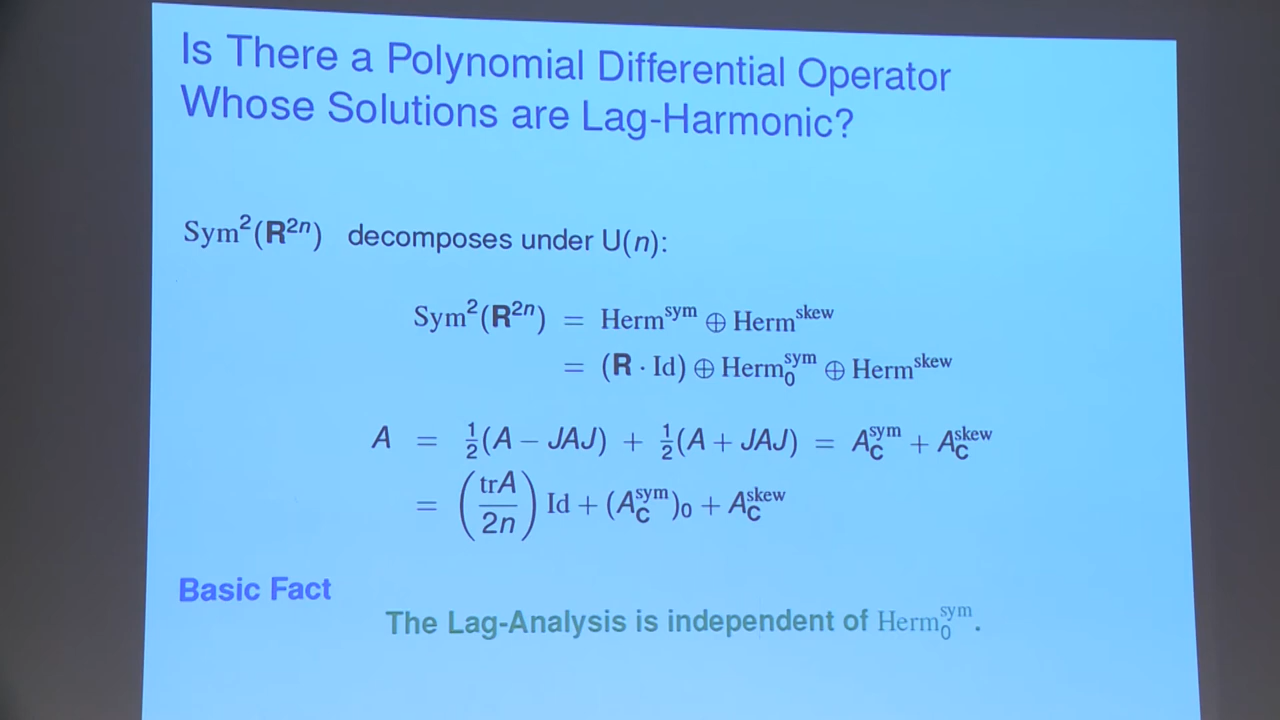 Is There a Polynomial Differential Operator
Whose Solutions are Lag-Harmonic?
Sym²(R²ⁿ) decomposes under U(n):
Sym²(R²ⁿ) = Herm^sym ⊕ Herm^skew
= (R · Id) ⊕ Herm₀^sym ⊕ Herm^skew
A = ½(A − JAJ) + ½(A + JAJ) = A_C^sym + A_C^skew
= (trA/2n) Id + (A_C^sym)₀ + A_C^skew
Basic Fact
The Lag-Analysis is independent of Herm₀^sym.